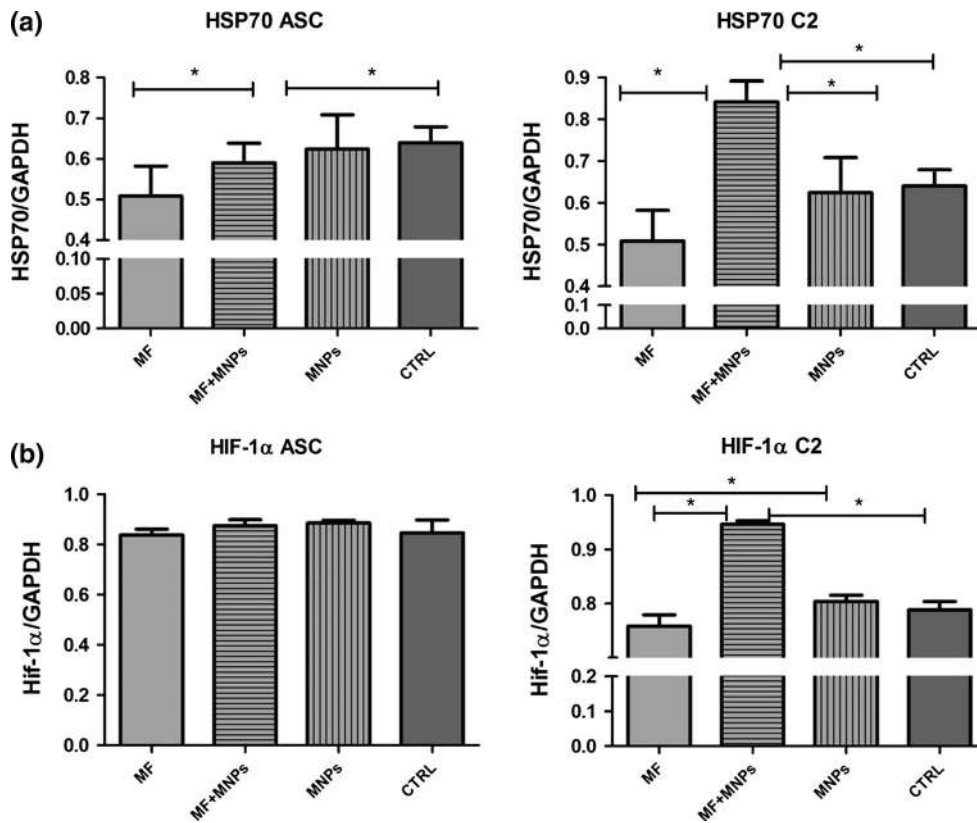 (a)
HSP70 ASC
HSP70/GAPDH
*
*
0.8
0.7
0.6
0.5
0.4
0.10
0.05
0.00
MF
MF+MNPs
MNPs
CTRL
HSP70 C2
HSP70/GAPDH
*
*
*
0.9
0.8
0.7
0.6
0.5
0.4
0.1
0.0
MF
MF+MNPs
MNPs
CTRL
(b)
HIF-1α ASC
Hif-1α/GAPDH
1.0
0.8
0.6
0.4
0.2
0.0
MF
MF+MNPs
MNPs
CTRL
HIF-1α C2
Hif-1α/GAPDH
*
*
*
1.0
0.9
0.8
0.2
0.1
0.0
MF
MF+MNPs
MNPs
CTRL